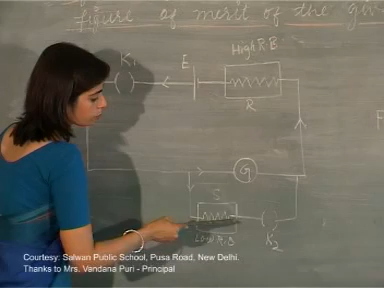 figure of merit of the
High R.B.
K1
E
R
G
S
Low R.B
K2
Courtesy: Salwan Public School, Pusa Road, New Delhi.
Thanks to Mrs. Vandana Puri - Principal